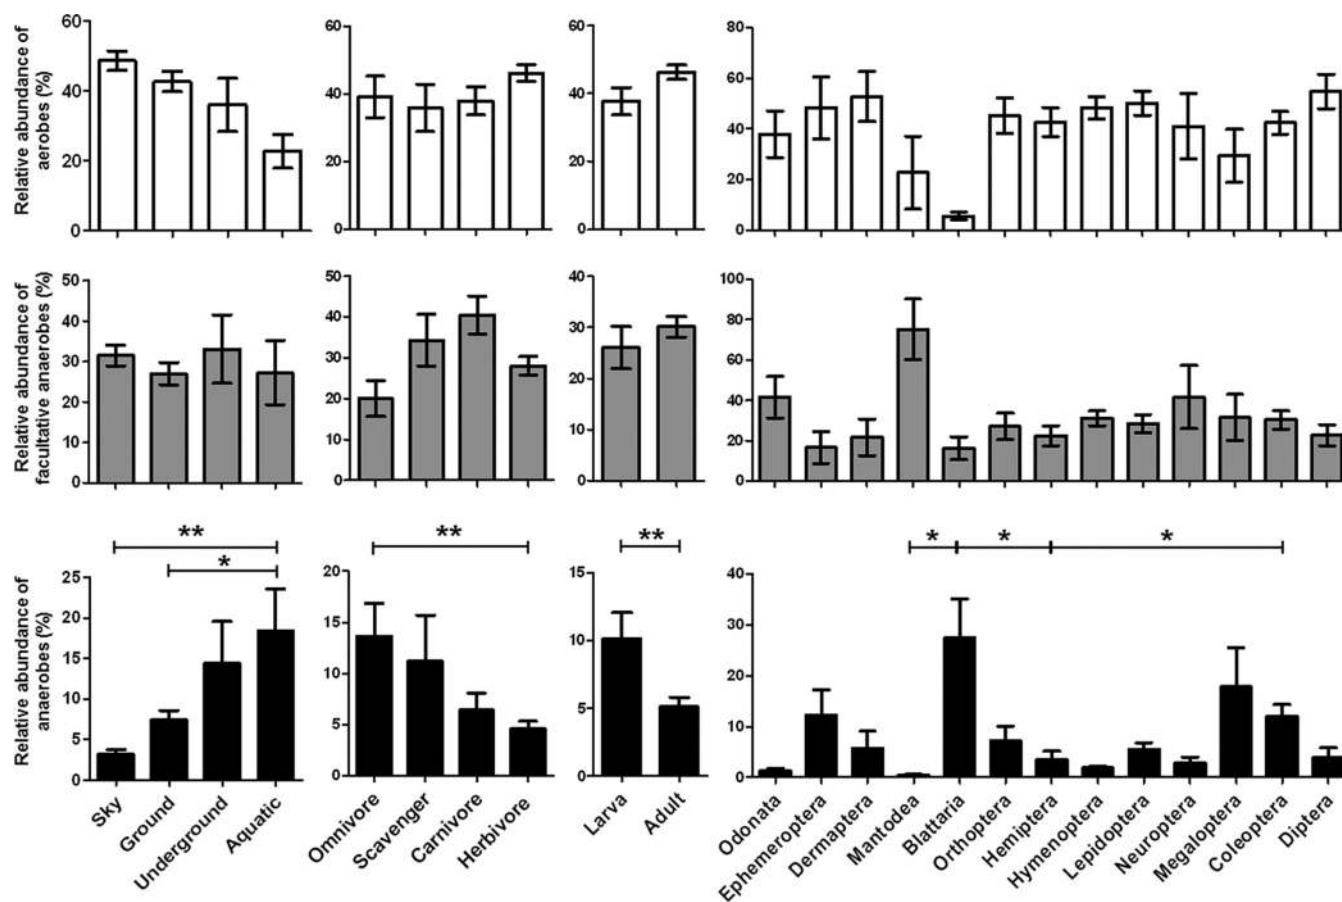 Relative abundance of
aerobes (%)
60
40
20
0
60
40
20
0
60
40
20
0
80
60
40
20
0
Relative abundance of
facultative anaerobes (%)
50
40
30
20
10
0
50
40
30
20
10
0
40
30
20
10
0
100
80
60
40
20
0
Relative abundance of
anaerobes (%)
**
*
25
20
15
10
5
0
**
20
15
10
5
0
**
15
10
5
0
* * *
40
30
20
10
0
Sky
Ground
Underground
Aquatic
Omnivore
Scavenger
Carnivore
Herbivore
Larva
Adult
Odonata
Ephemeroptera
Dermaptera
Mantodea
Blattaria
Orthoptera
Hemiptera
Hymenoptera
Lepidoptera
Neuroptera
Megaloptera
Coleoptera
Diptera